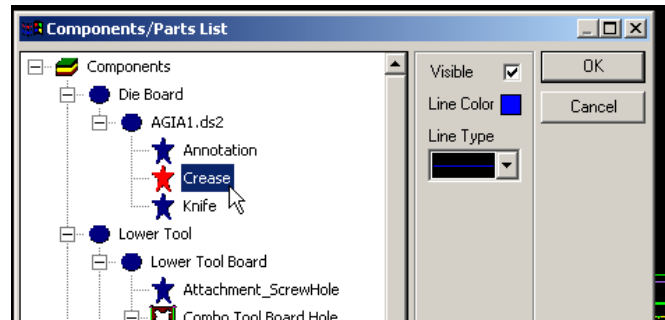 Components/Parts List
Components
Die Board
AGIA1.ds2
Annotation
Crease
Knife
Lower Tool
Lower Tool Board
Attachment_ScrewHole
Combo Tool Board Hole
Visible
Line Color
Line Type
OK
Cancel